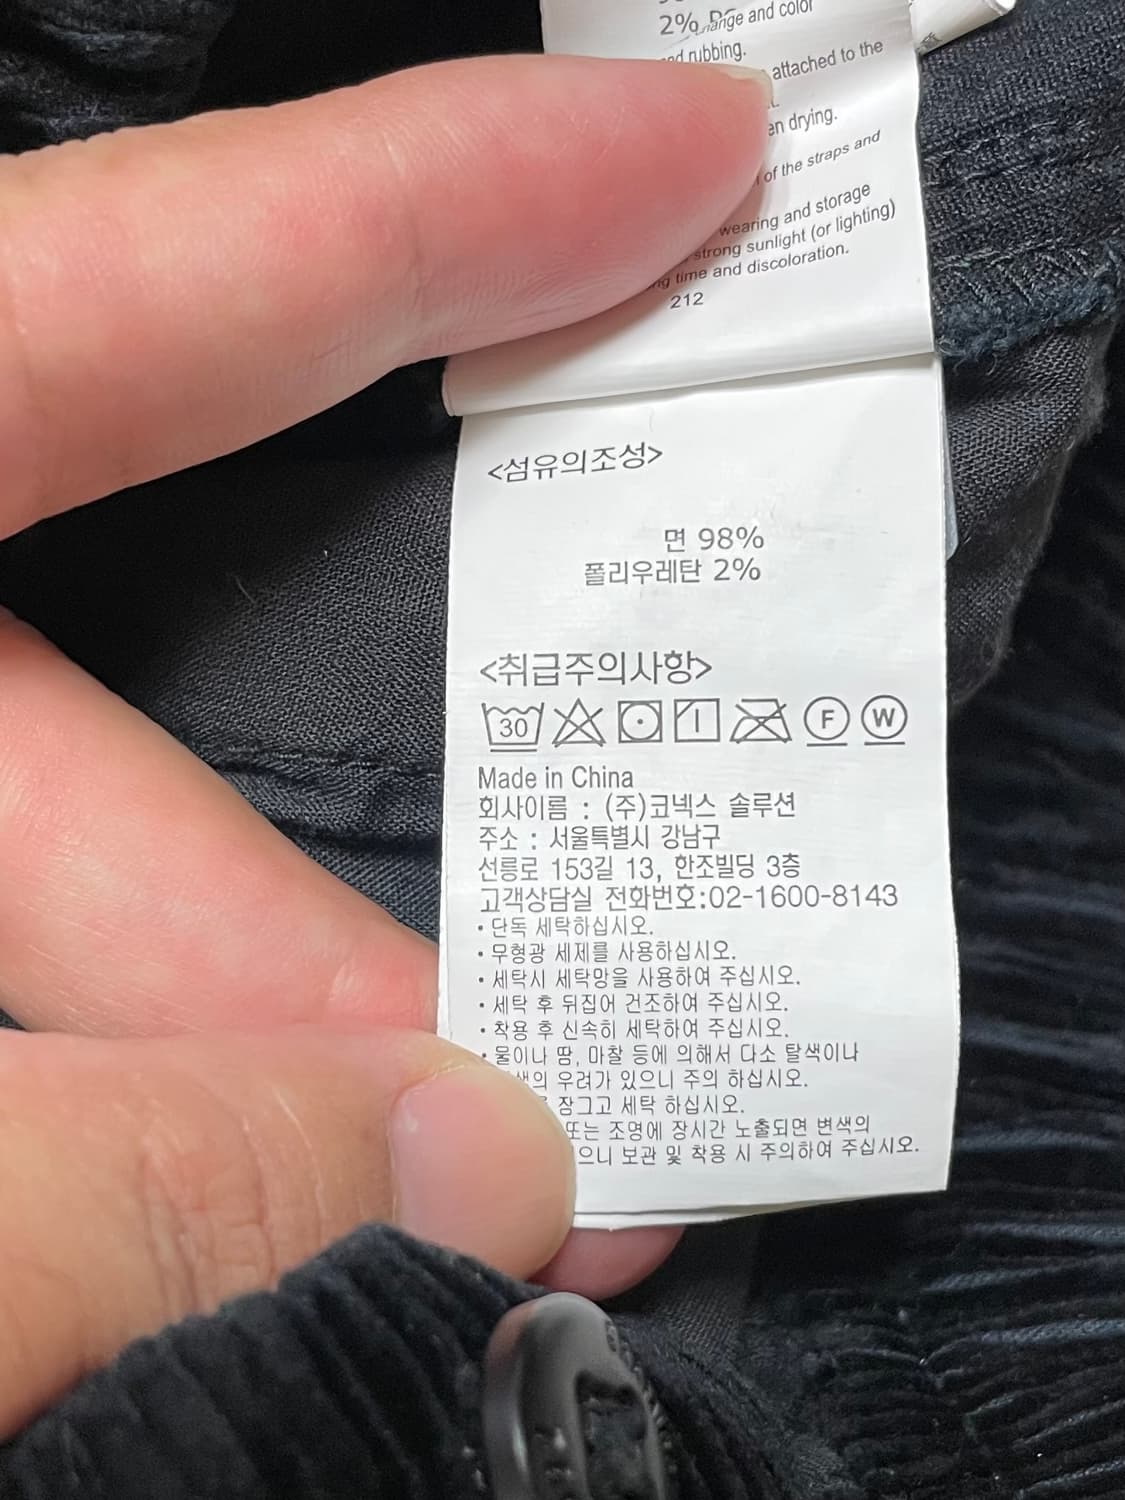 2%
ange and color
rubbing.
attached to the
drying.
of the straps and
wearing and storage
strong sunlight (or lighting)
time and discoloration.
212
<섬유의조성>
면 98%
폴리우레탄 2%
<취급주의사항>
30 F W
Made in China
회사이름 : (주)코넥스 솔루션
주소 : 서울특별시 강남구
선릉로 153길 13, 한조빌딩 3층
고객상담실 전화번호:02-1600-8143
• 단독 세탁하십시오.
• 무형광 세제를 사용하십시오.
• 세탁시 세탁망을 사용하여 주십시오.
• 세탁 후 뒤집어 건조하여 주십시오.
• 착용 후 신속히 세탁하여 주십시오.
• 물이나 땀, 마찰 등에 의해서 다소 탈색이나
우려가 있으니 주의 하십시오.
장그고 세탁 하십시오.
또는 조명에 장시간 노출되면 변색의
으니 보관 및 착용 시 주의하여 주십시오.